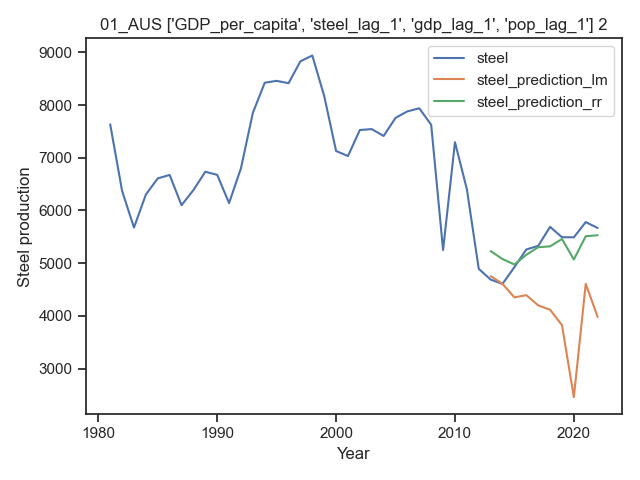 01_AUS ['GDP_per_capita', 'steel_lag_1', 'gdp_lag_1', 'pop_lag_1'] 2
steel
steel_prediction_lm
steel_prediction_rr
Steel production
9000
8000
7000
6000
5000
4000
3000
1980
1990
2000
2010
2020
Year